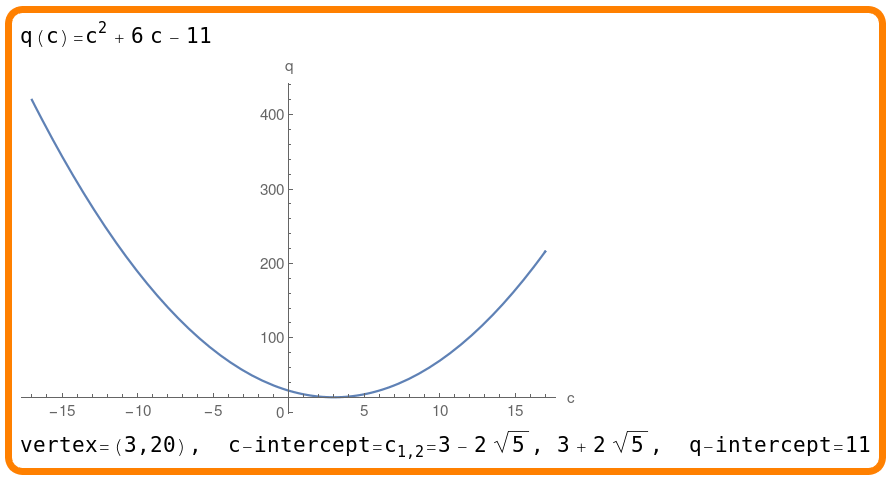 q(c)=c² + 6 c − 11
q
400
300
200
100
−15 −10 −5 0 5 10 15 c
vertex=(3,20), c−intercept=c₁,₂=3 − 2 √5, 3 + 2 √5, q−intercept=11